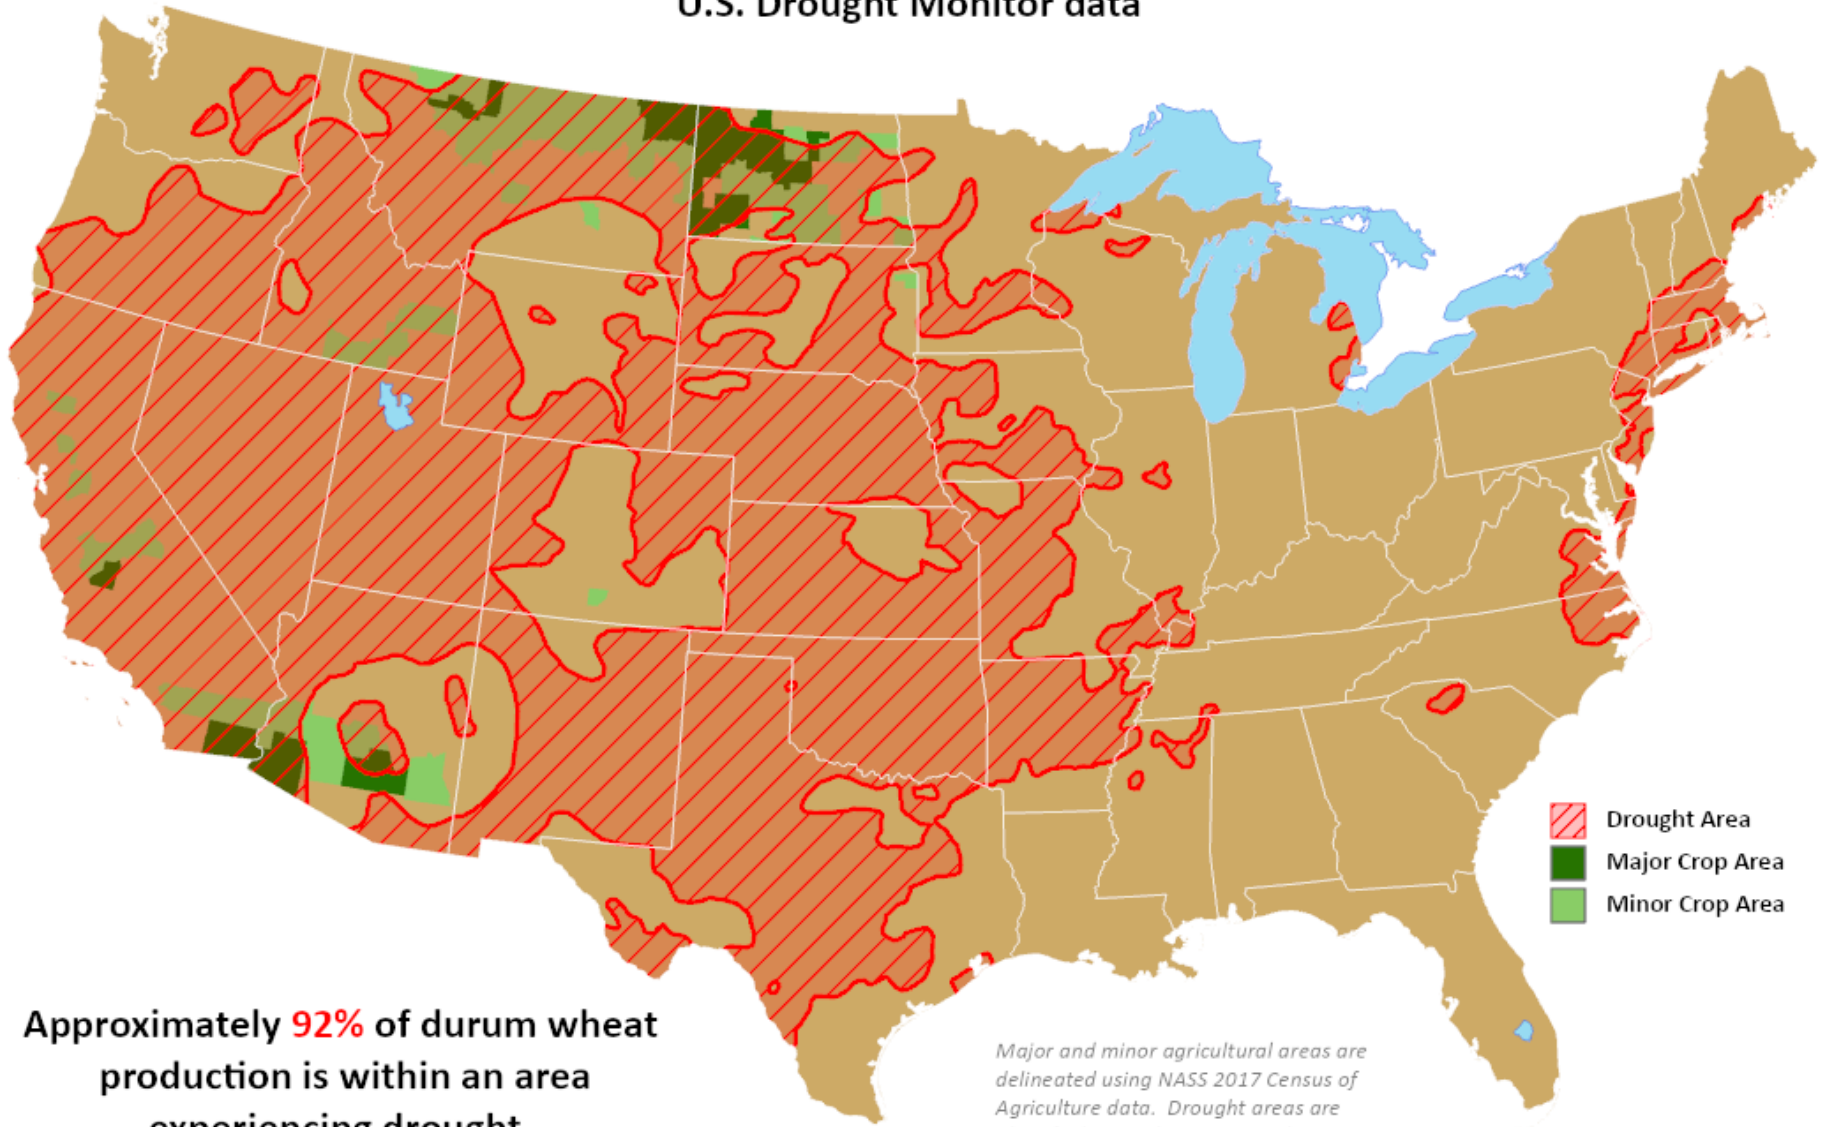 U.S. Drought Monitor data
Drought Area
Major Crop Area
Minor Crop Area
Approximately 92% of durum wheat
production is within an area
experiencing drought
Major and minor agricultural areas are
delineated using NASS 2017 Census of
Agriculture data. Drought areas are